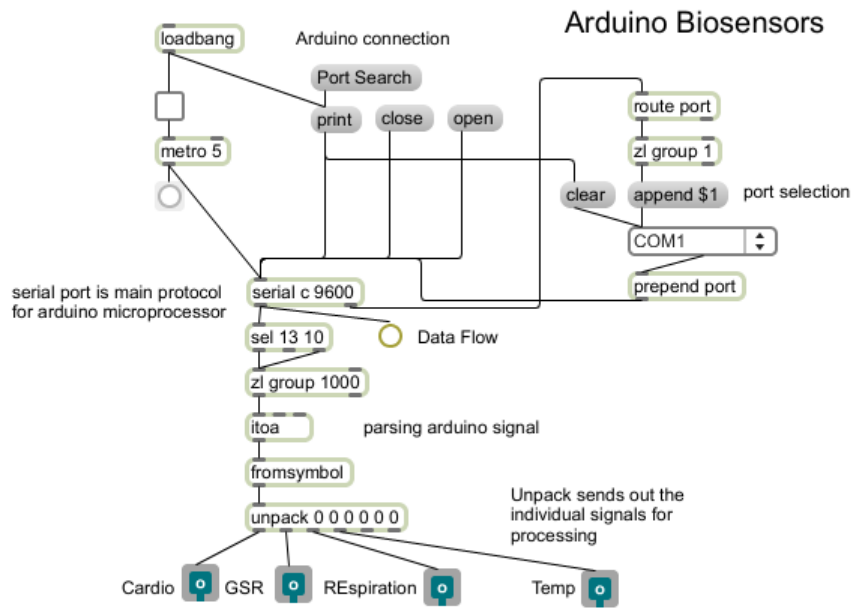 Arduino Biosensors
loadbang
Arduino connection
Port Search
print
close
open
route port
metro 5
zl group 1
clear
append $1
port selection
COM1
serial port is main protocol
for arduino microprocessor
serial c 9600
prepend port
sel 13 10
Data Flow
zl group 1000
itoa
parsing arduino signal
fromsymbol
unpack 0 0 0 0 0 0
Unpack sends out the
individual signals for
processing
Cardio
o
GSR
o
REspiration
o
Temp
o